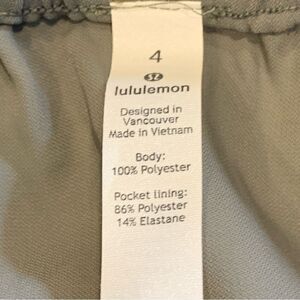 4
lululemon
Designed in
Vancouver
Made in Vietnam
Body:
100% Polyester
Pocket lining:
86% Polyester
14% Elastane